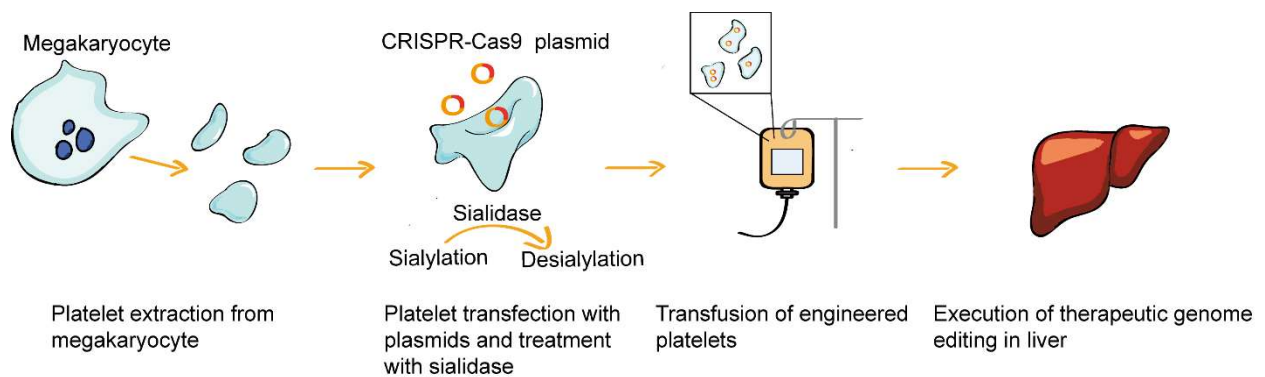 Megakaryocyte
CRISPR-Cas9 plasmid
Sialidase
Sialylation
Desialylation
Platelet extraction from
megakaryocyte
Platelet transfection with
plasmids and treatment
with sialidase
Transfusion of engineered
platelets
Execution of therapeutic genome
editing in liver